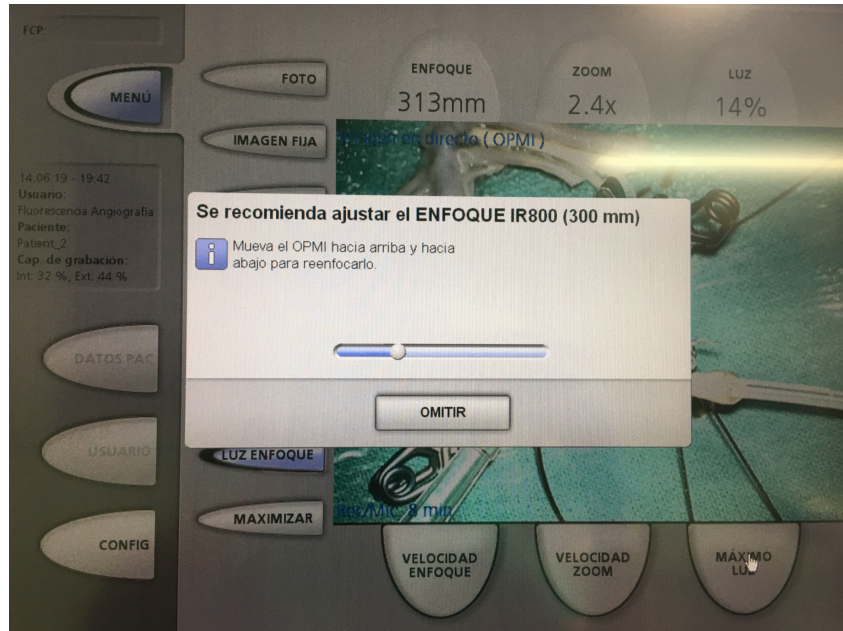 FCP:
MENÚ
14.06.19 - 19:42
Usuario:
Fluorescencia Angiografía
Paciente:
Patient_2
Cap. de grabación:
Int: 32 %, Ext: 44 %
DATOS PAC
USUARIO
CONFIG
FOTO
IMAGEN FIJA
LUZ ENFOQUE
MAXIMIZAR
ENFOQUE
313mm
ZOOM
2.4x
LUZ
14%
en directo ( OPMI )
Se recomienda ajustar el ENFOQUE IR800 (300 mm)
Mueva el OPMI hacia arriba y hacia
abajo para reenfocarlo.
OMITIR
8 min
VELOCIDAD
ENFOQUE
VELOCIDAD
ZOOM
MÁXIMO
LUZ